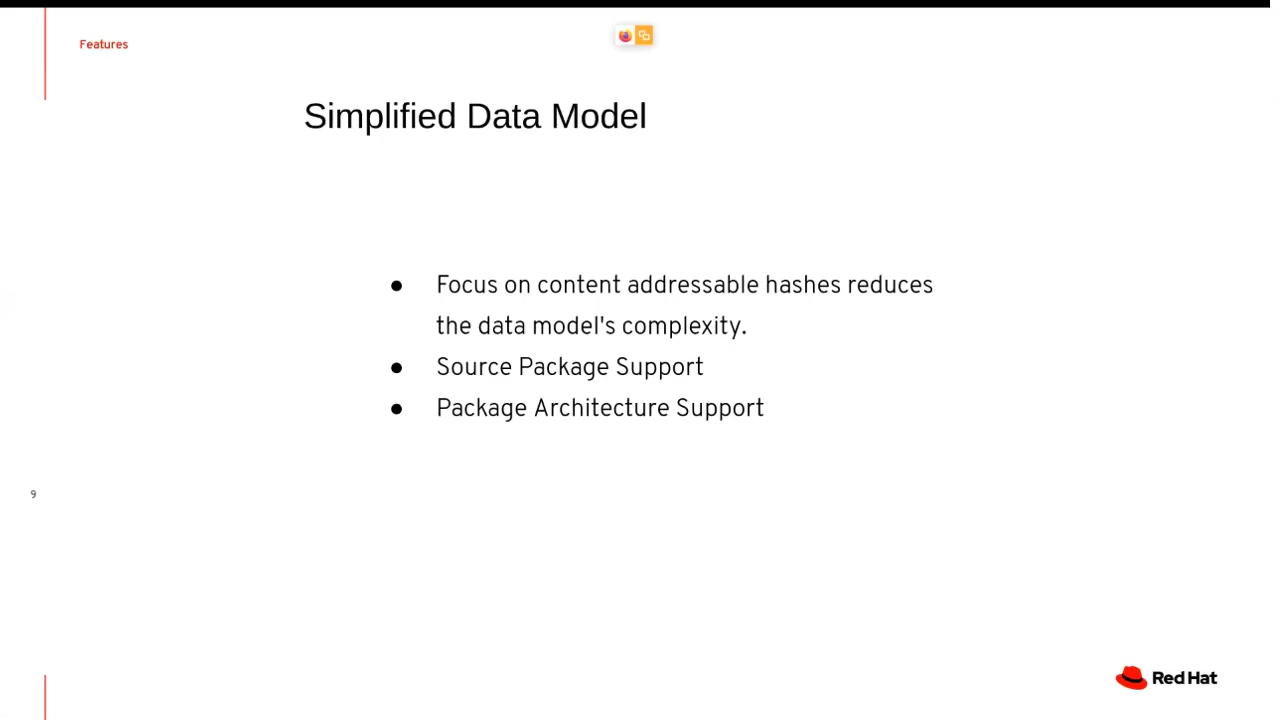 Features
Simplified Data Model
● Focus on content addressable hashes reduces
the data model's complexity.
● Source Package Support
● Package Architecture Support
9
Red Hat